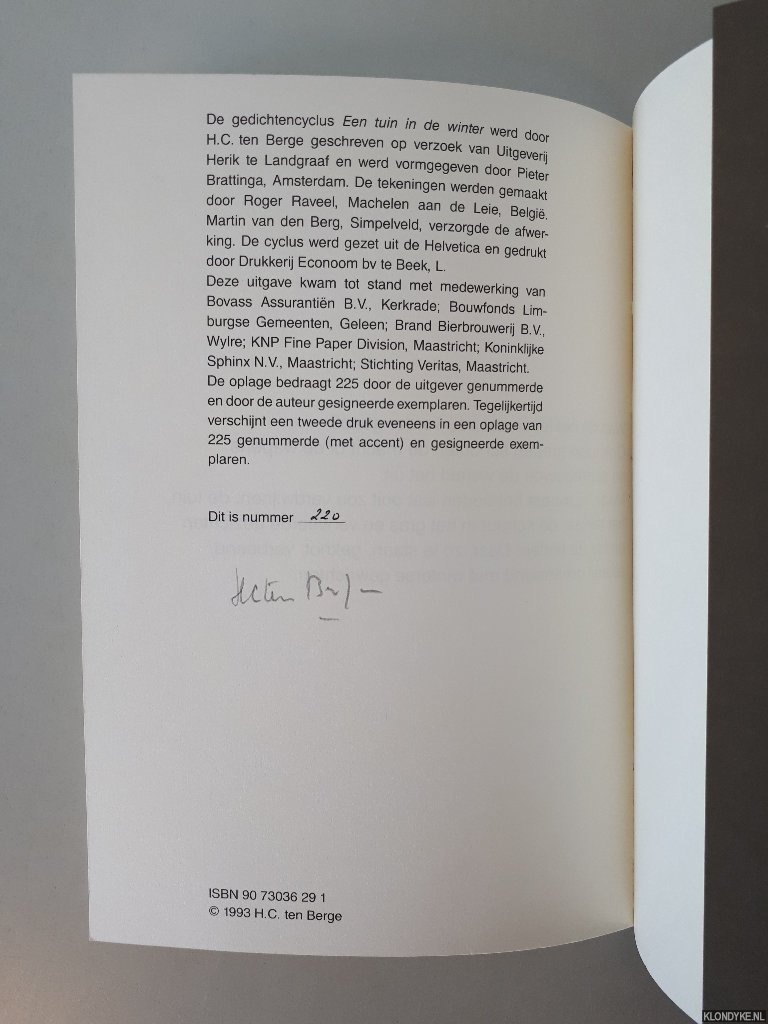 De gedichtencyclus Een tuin in de winter werd door
H.C. ten Berge geschreven op verzoek van Uitgeverij
Herik te Landgraaf en werd vormgegeven door Pieter
Brattinga, Amsterdam. De tekeningen werden gemaakt
door Roger Raveel, Machelen aan de Leie, België.
Martin van den Berg, Simpelveld, verzorgde de afwer-
king. De cyclus werd gezet uit de Helvetica en gedrukt
door Drukkerij Econoom bv te Beek, L.
Deze uitgave kwam tot stand met medewerking van
Bovass Assurantiën B.V., Kerkrade; Bouwfonds Lim-
burgse Gemeenten, Geleen; Brand Bierbrouwerij B.V.,
Wylre; KNP Fine Paper Division, Maastricht; Koninklijke
Sphinx N.V., Maastricht; Stichting Veritas, Maastricht.
De oplage bedraagt 225 door de uitgever genummerde
en door de auteur gesigneerde exemplaren. Tegelijkertijd
verschijnt een tweede druk eveneens in een oplage van
225 genummerde (met accent) en gesigneerde exem-
plaren.
Dit is nummer 220
HC ten Berge
ISBN 90 73036 29 1
© 1993 H.C. ten Berge
KLONDYKE.NL